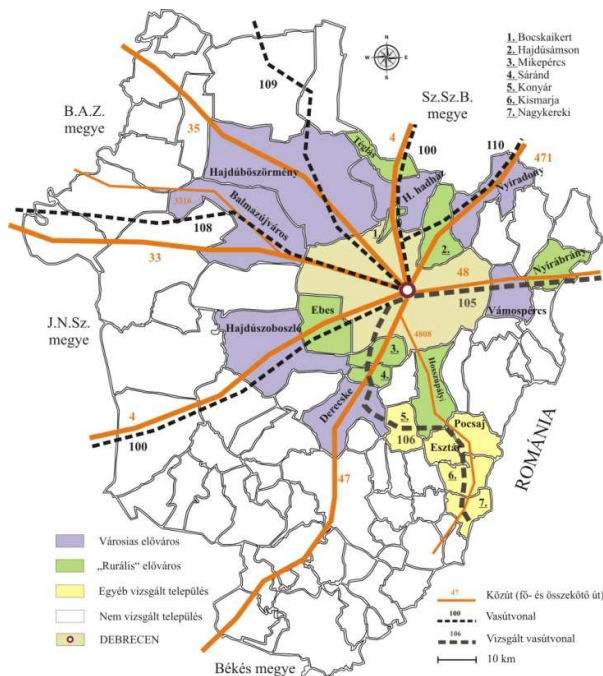 1. Bocskaikert
2. Hajdúsámson
3. Mikepércs
4. Sáránd
5. Konyár
6. Kismarja
7. Nagykereki
N
W
E
S
109
B.A.Z.
megye
35
Sz.Sz.B.
megye
4
100
110
471
Téglás
H. hadház
Nyíradony
Hajdúböszörmény
3316
Balmazújváros
108
33
1.
2.
48
105
Nyírábrány
Vámospércs
J.N.Sz.
megye
Ebes
Hajdúszoboszló
4808
3.
4.
Hosszúpályi
Derecske
5.
106
Pocsaj
Esztár
6.
7.
ROMÁNIA
4
100
47
Városias előváros
„Rurális” előváros
Egyéb vizsgált település
Nem vizsgált település
DEBRECEN
Békés megye
47 Közút (fő- és összekötő út)
100 Vasútvonal
106 Vizsgált vasútvonal
10 km